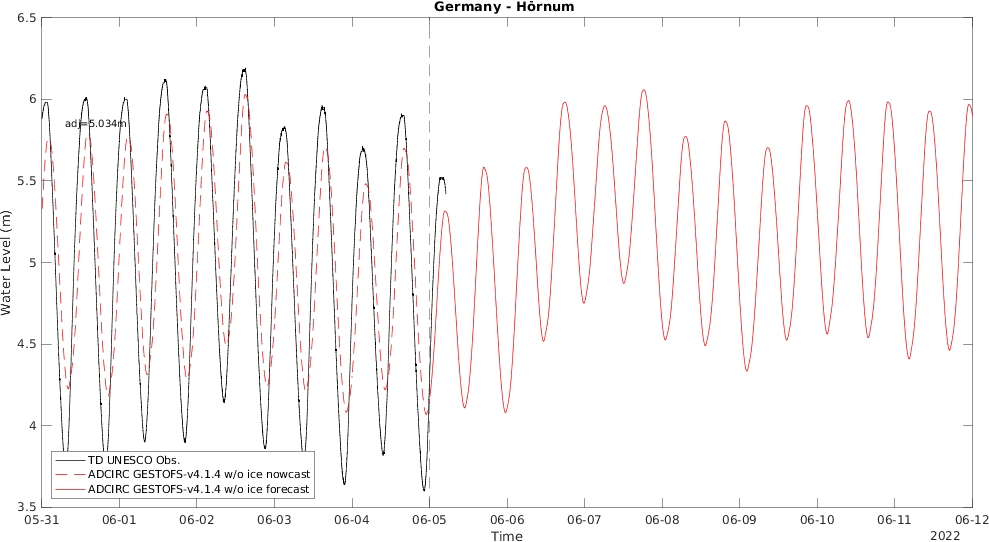 Germany - Hörnum
6.5
6
5.5
5
4.5
4
3.5
Water Level (m)
adj=5.034m
TD UNESCO Obs.
ADCIRC GESTOFS-v4.1.4 w/o ice nowcast
ADCIRC GESTOFS-v4.1.4 w/o ice forecast
05-31 06-01 06-02 06-03 06-04 06-05 06-06 06-07 06-08 06-09 06-10 06-11 06-12
Time
2022